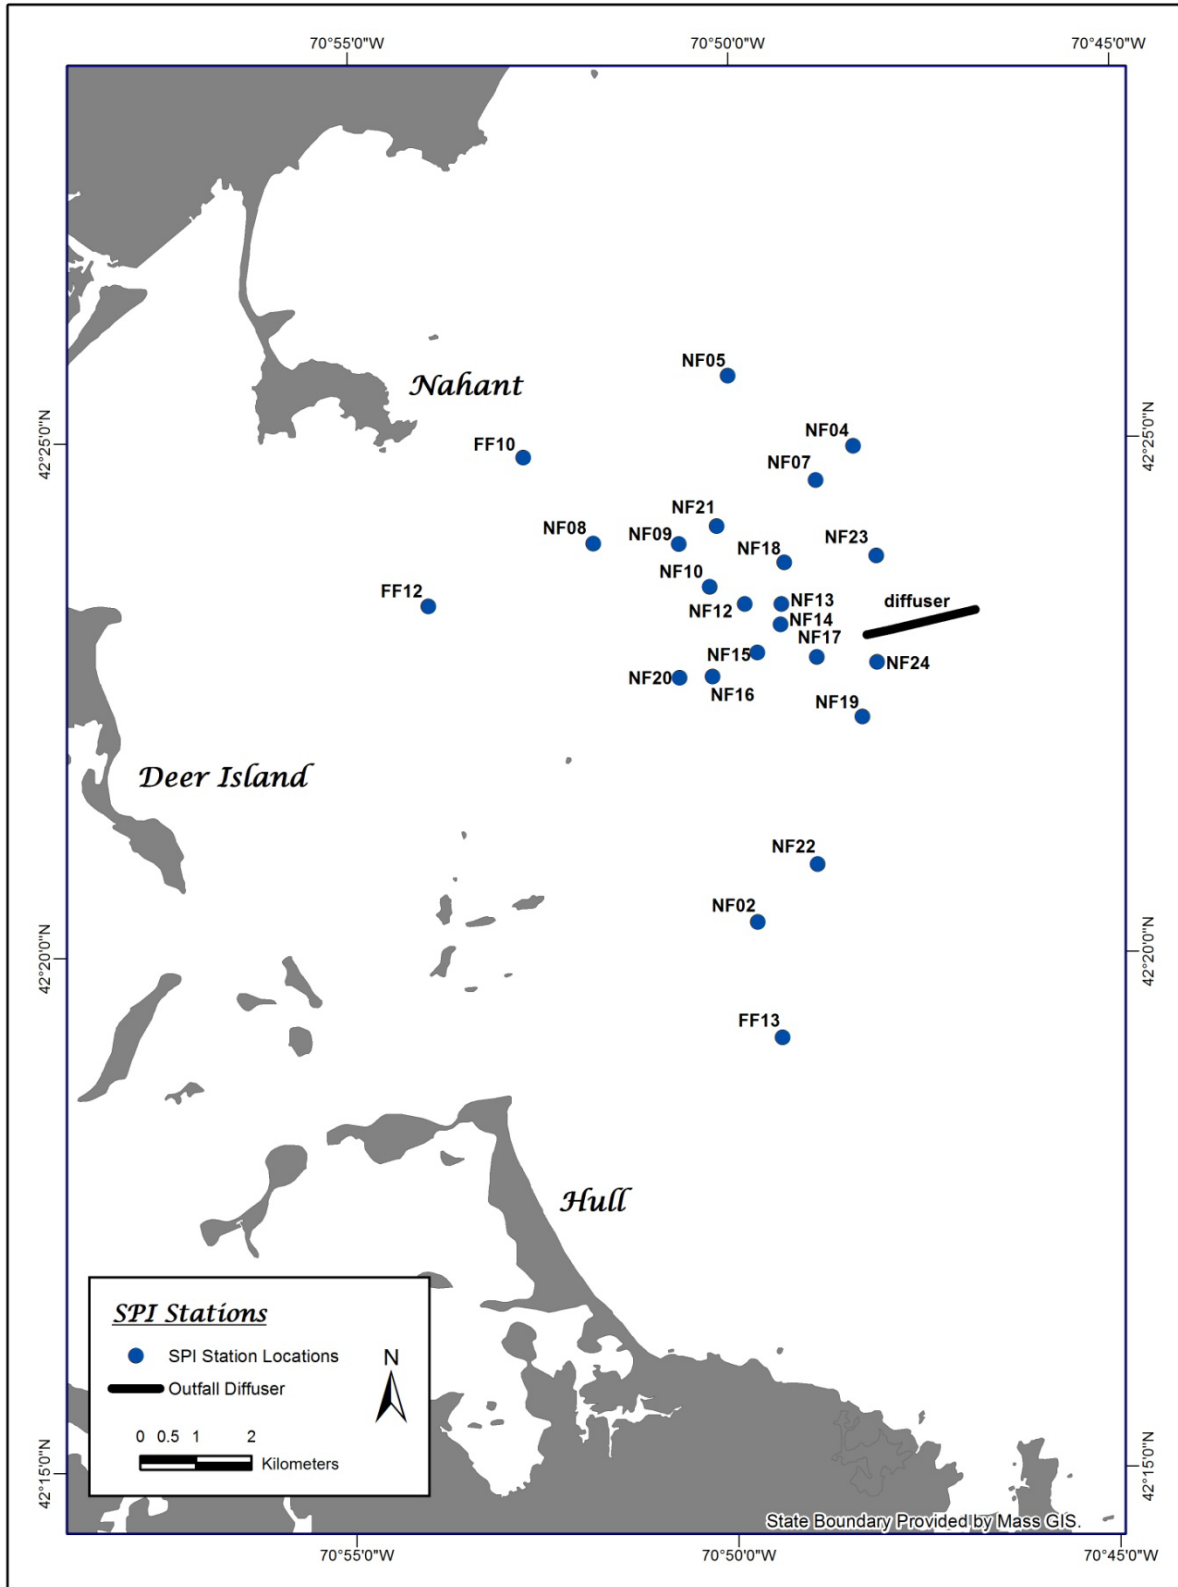 70°55'0"W
70°50'0"W
70°45'0"W
NF05
Nahant
NF04
42°25'0"N
42°25'0"N
FF10
NF07
NF21
NF08
NF09
NF18
NF23
NF10
FF12
NF12
NF13
diffuser
NF14
NF17
NF15
NF24
NF20
NF16
NF19
Deer Island
NF22
NF02
42°20'0"N
42°20'0"N
FF13
Hull
SPI Stations
SPI Station Locations
N
Outfall Diffuser
0 0.5 1 2
Kilometers
42°15'0"N
42°15'0"N
State Boundary Provided by Mass GIS.
70°55'0"W
70°50'0"W
70°45'0"W